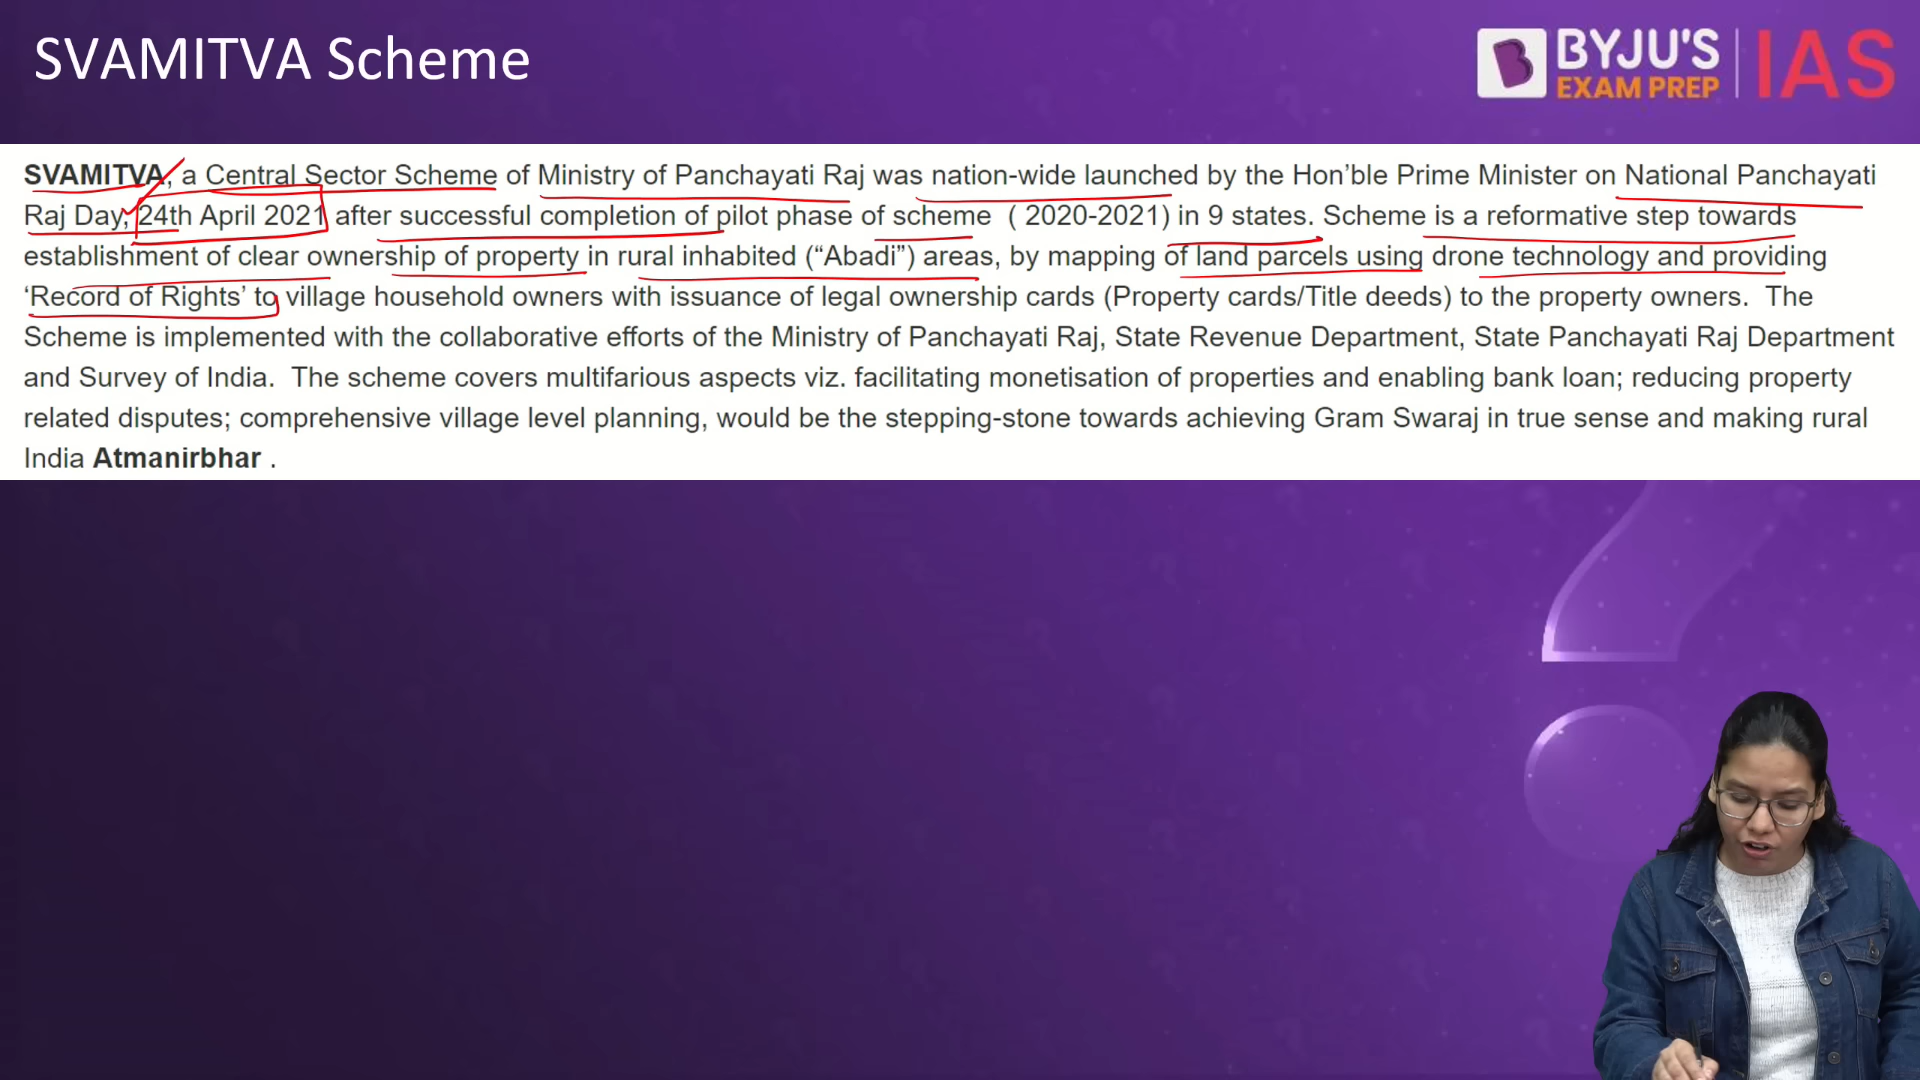 SVAMITVA Scheme
BYJU'S
EXAM PREP
IAS
SVAMITVA, a Central Sector Scheme of Ministry of Panchayati Raj was nation-wide launched by the Hon’ble Prime Minister on National Panchayati
Raj Day, 24th April 2021 after successful completion of pilot phase of scheme ( 2020-2021) in 9 states. Scheme is a reformative step towards
establishment of clear ownership of property in rural inhabited (“Abadi”) areas, by mapping of land parcels using drone technology and providing
‘Record of Rights’ to village household owners with issuance of legal ownership cards (Property cards/Title deeds) to the property owners. The
Scheme is implemented with the collaborative efforts of the Ministry of Panchayati Raj, State Revenue Department, State Panchayati Raj Department
and Survey of India. The scheme covers multifarious aspects viz. facilitating monetisation of properties and enabling bank loan; reducing property
related disputes; comprehensive village level planning, would be the stepping-stone towards achieving Gram Swaraj in true sense and making rural
India Atmanirbhar .